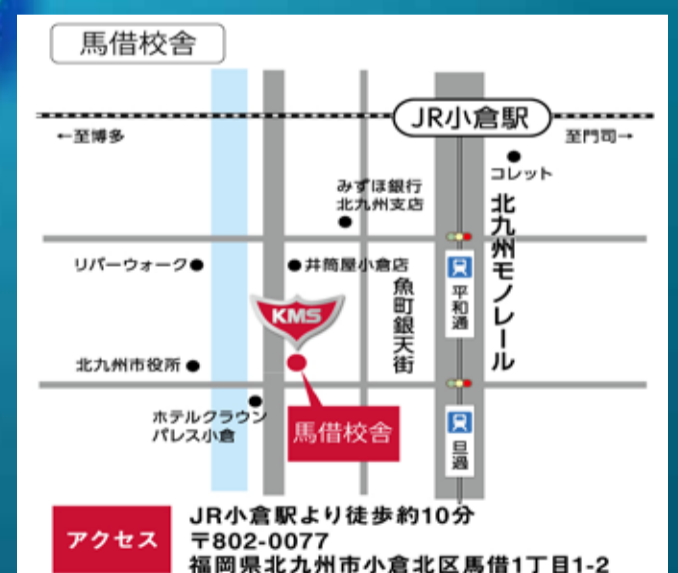 馬借校舎
JR小倉駅
←至博多
至門司→
コレット
みずほ銀行
北九州支店
北九州モノレール
リバーウォーク
井筒屋小倉店
平和通
魚町銀天街
KMS
北九州市役所
ホテルクラウン
パレス小倉
馬借校舎
旦過
アクセス
JR小倉駅より徒歩約10分
〒802-0077
福岡県北九州市小倉北区馬借1丁目1-2